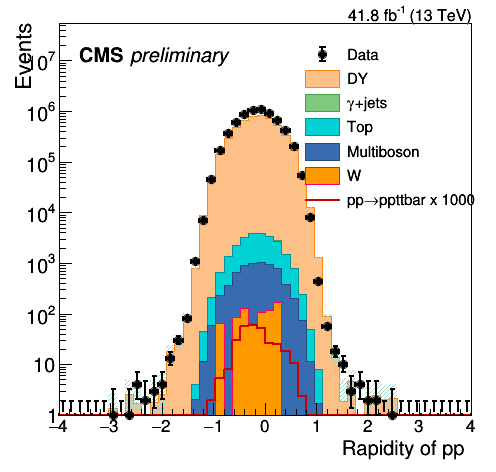 41.8 fb⁻¹ (13 TeV)
Events
CMS preliminary
Data
DY
γ+jets
Top
Multiboson
W
pp→ppttbar x 1000
10⁷
10⁶
10⁵
10⁴
10³
10²
10
1
−4 −3 −2 −1 0 1 2 3 4
Rapidity of pp